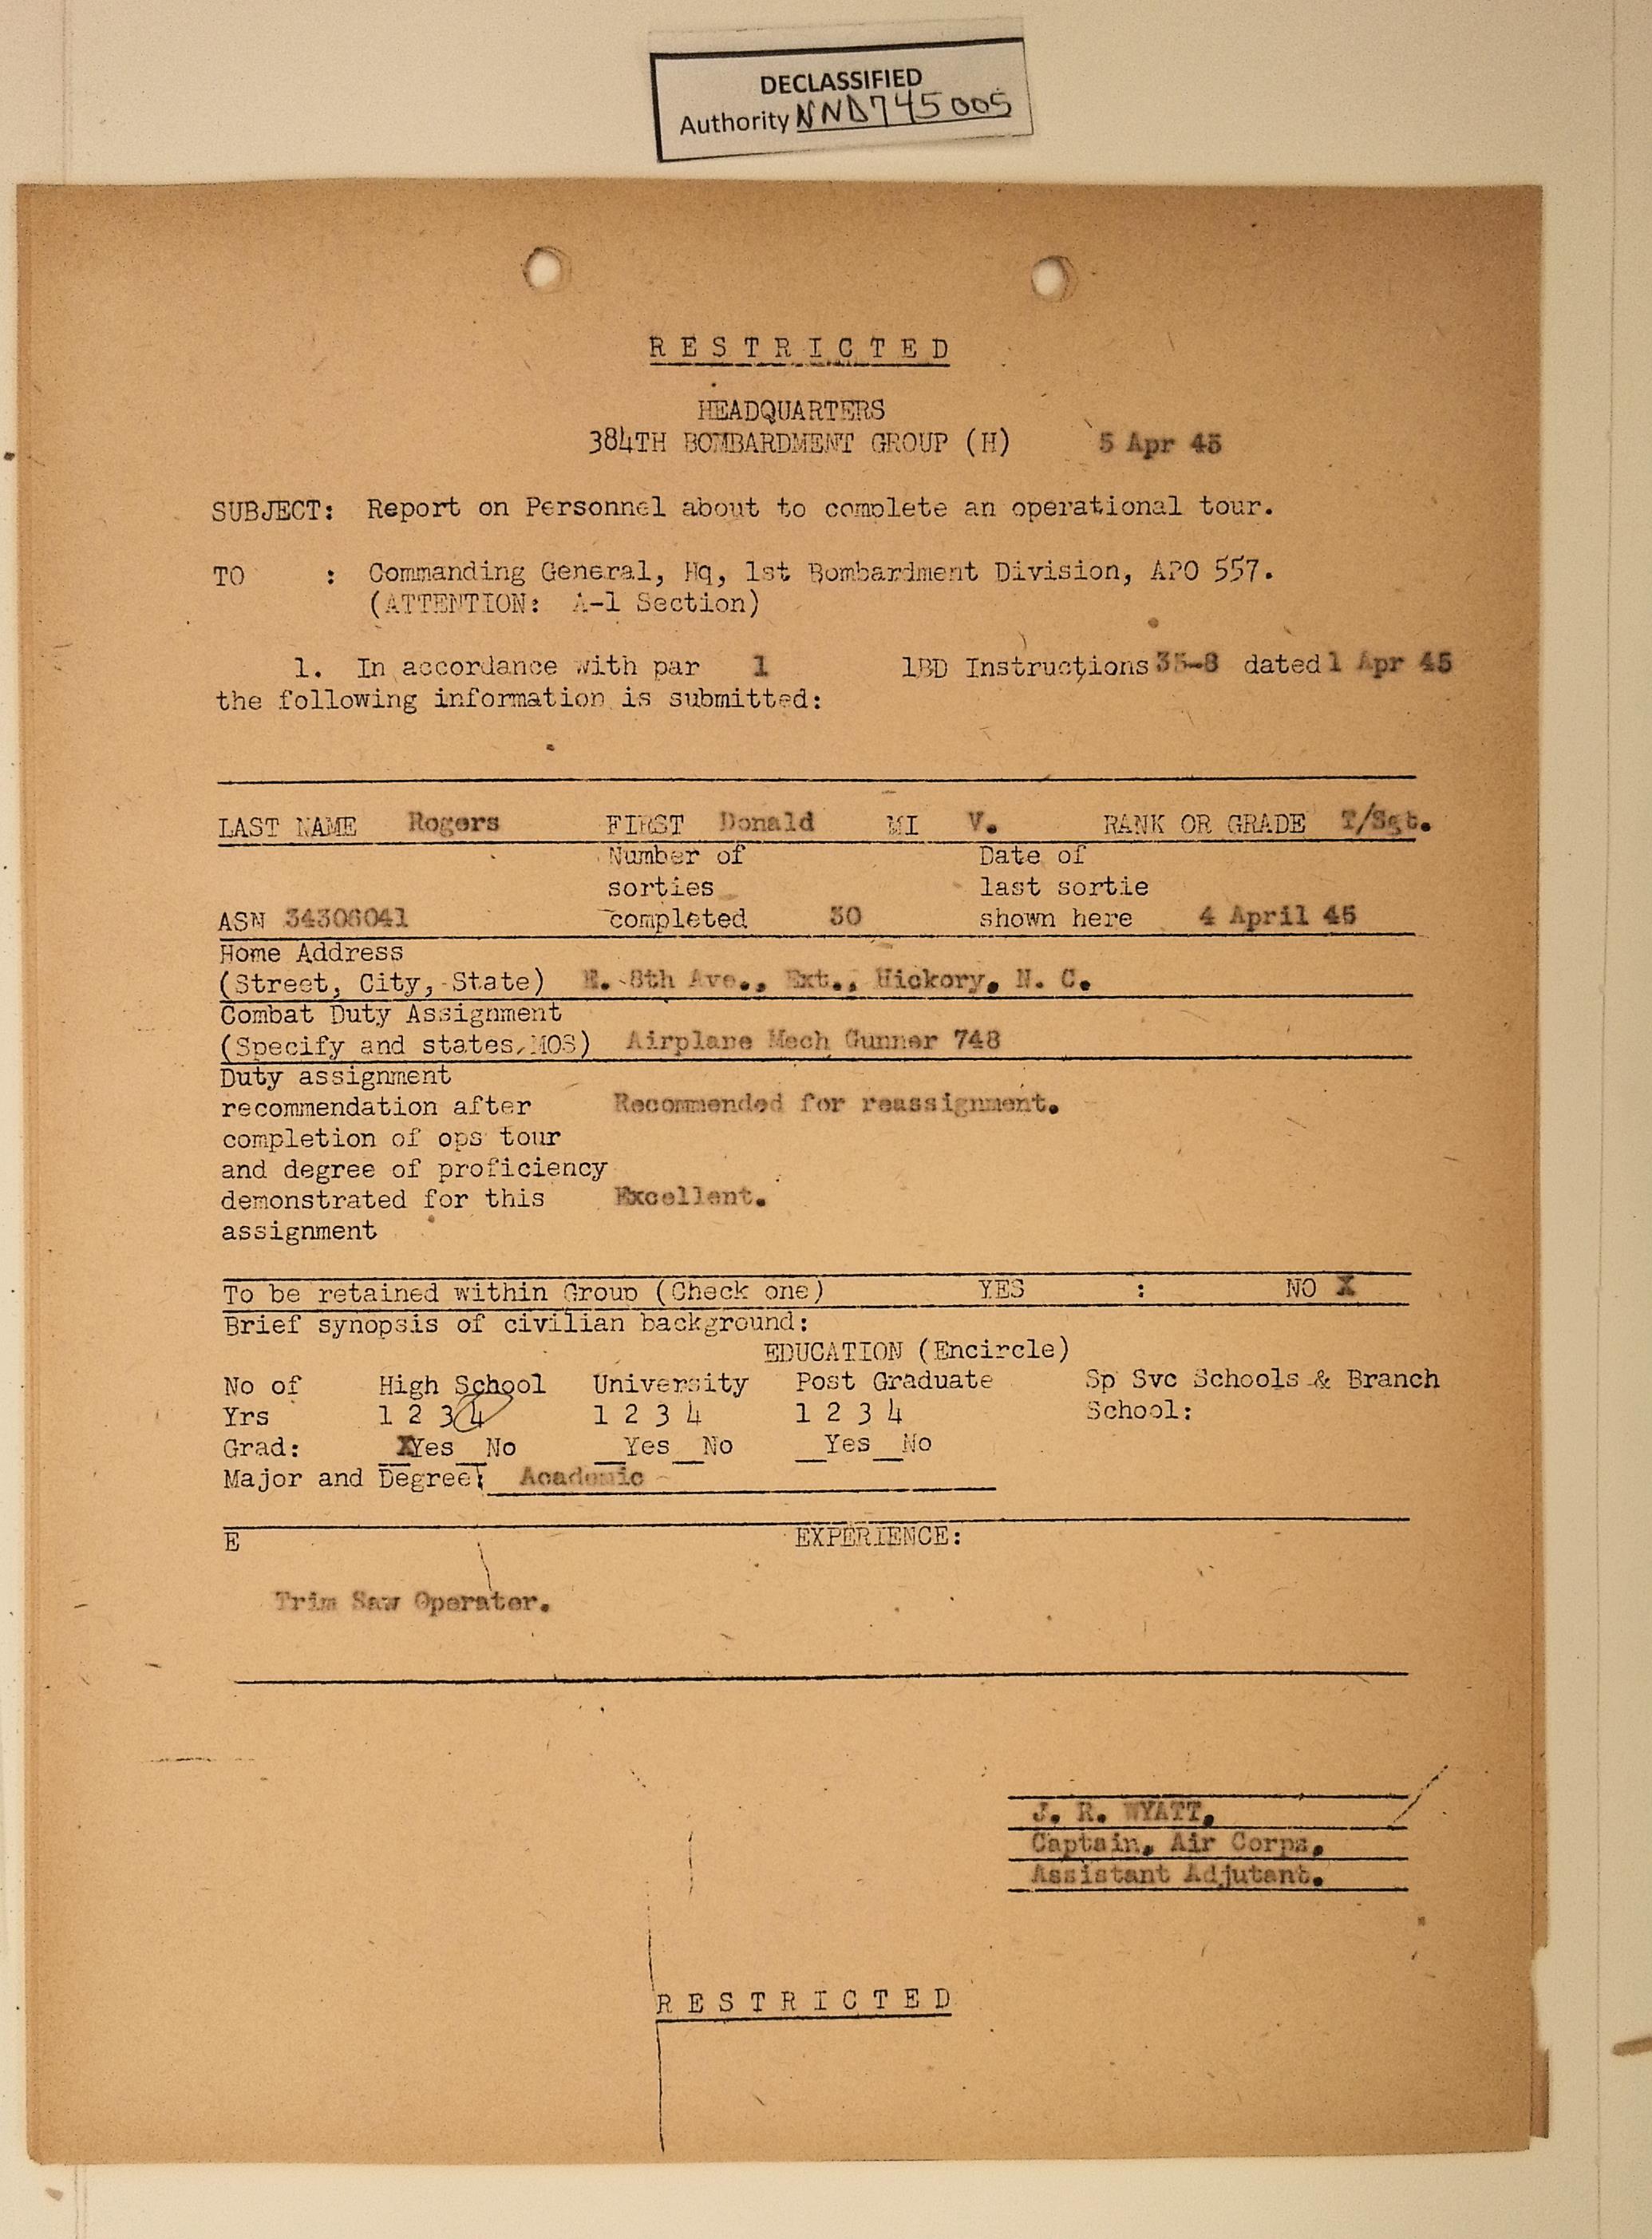 DECLASSIFIED
Authority NND745005
RESTRICTED
HEADQUARTERS
384TH BOMBARDMENT GROUP (H) 5 Apr 45
SUBJECT: Report on Personnel about to complete an operational tour.
TO : Commanding General, Hq, 1st Bombardment Division, APO 557.
(ATTENTION: A-1 Section)
1. In accordance with par 1 1BD Instructions 35-8 dated 1 Apr 45
the following information is submitted:
LAST NAME Rogers FIRST Donald MI V. RANK OR GRADE T/Sgt.
Number of Date of
sorties last sortie
ASN 34306041 completed 30 shown here 4 April 45
Home Address
(Street, City, State) 8th Ave., Ext., Hickory, N. C.
Combat Duty Assignment
(Specify and states, MOS) Airplane Mech Gunner 748
Duty assignment
recommendation after Recommended for reassignment.
completion of ops tour
and degree of proficiency
demonstrated for this Excellent.
assignment
To be retained within Group (Check one) YES : NO X
Brief synopsis of civilian background:
EDUCATION (Encircle)
No of High School University Post Graduate Sp Svc Schools & Branch
Yrs 1 2 3 4 1 2 3 4 1 2 3 4 School:
Grad: XYes No Yes No Yes No
Major and Degree: Academic
E EXPERIENCE:
Trim Saw Operator.
J. R. WYATT,
Captain, Air Corps,
Assistant Adjutant.
RESTRICTED